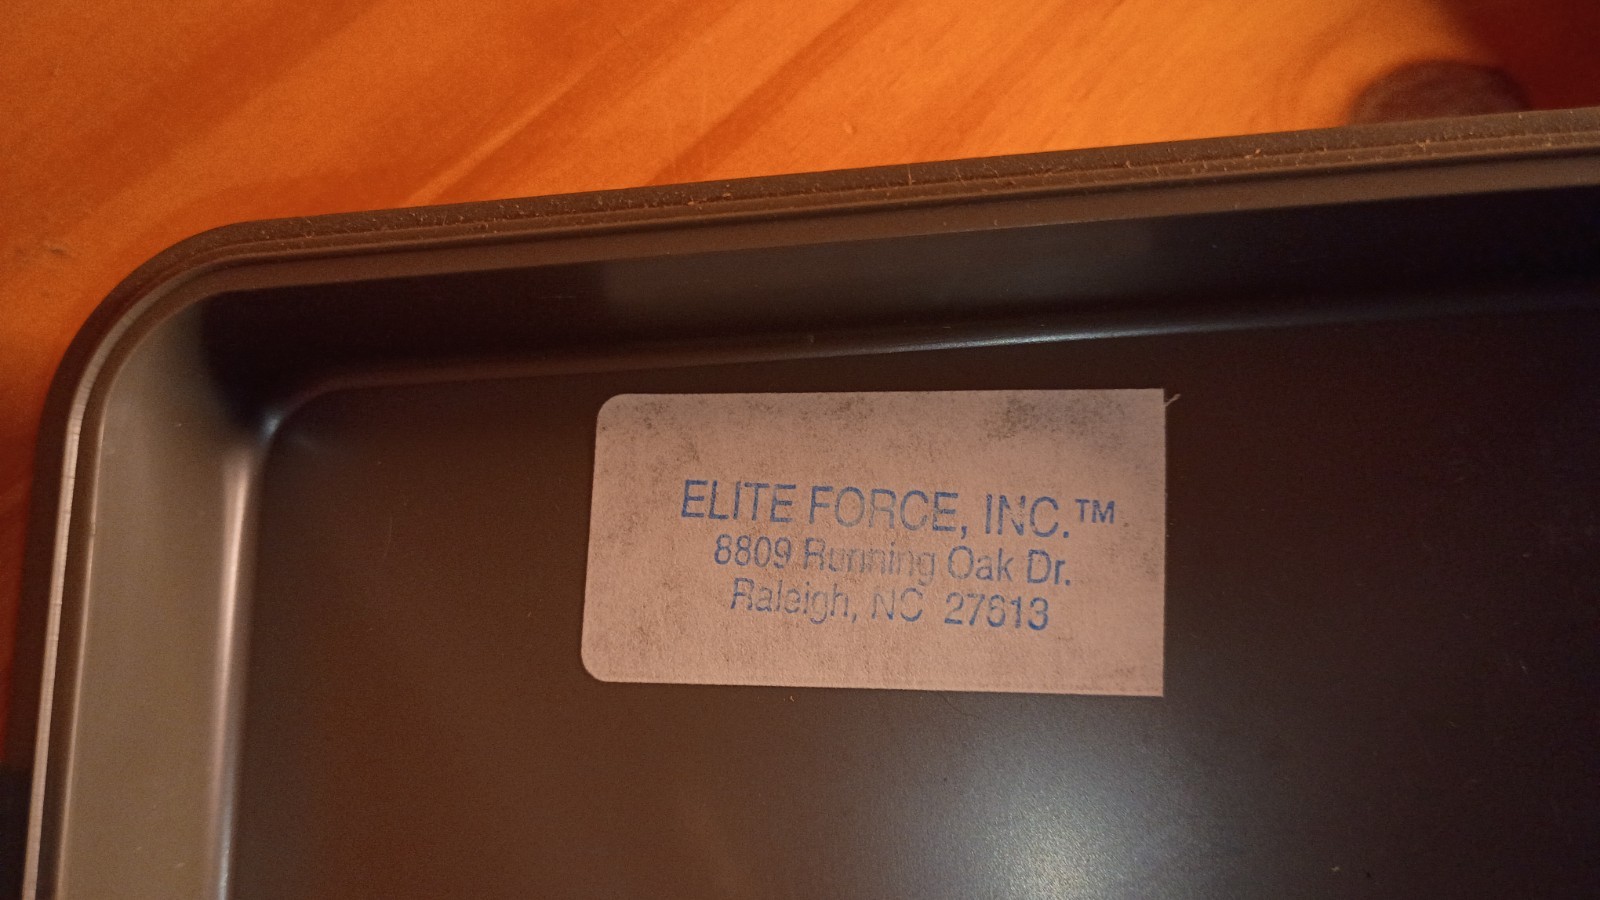 ELITE FORCE, INC.™
8809 Running Oak Dr.
Raleigh, NC 27613